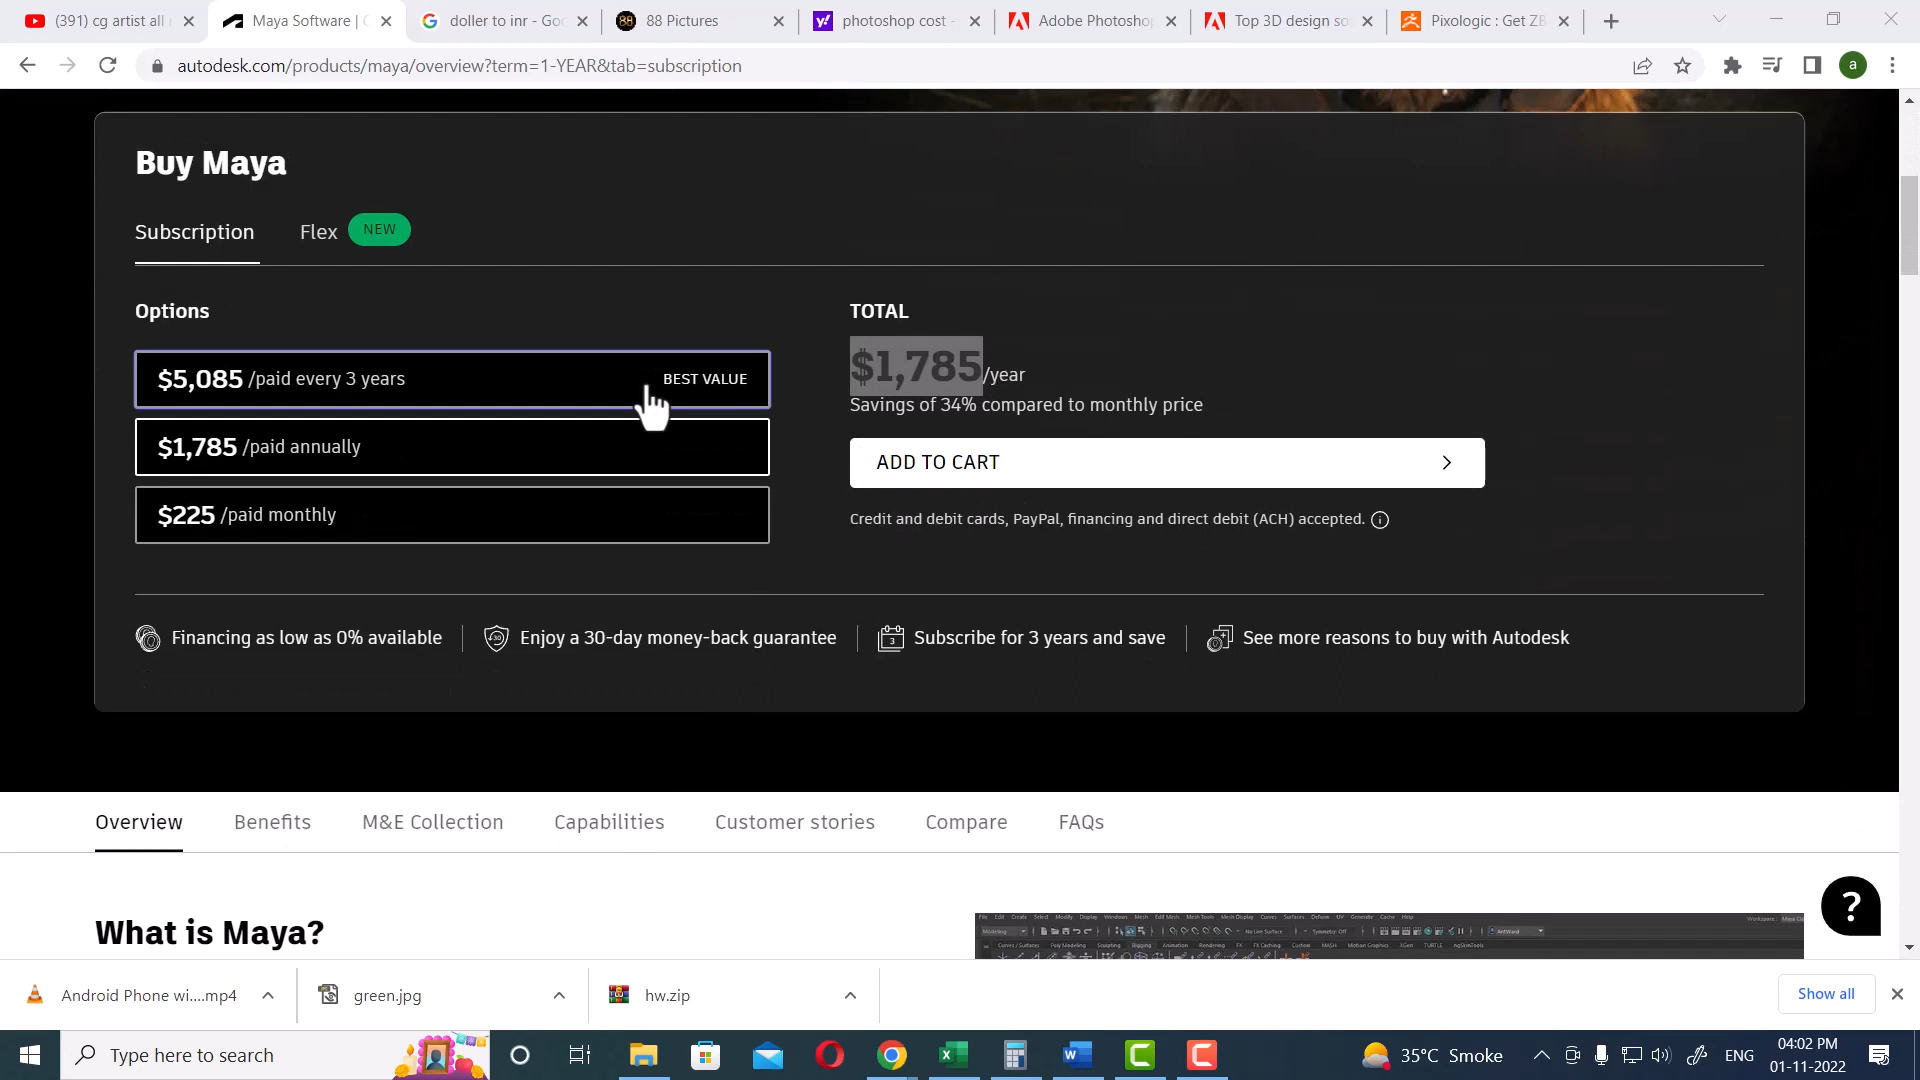 (391) cg artist all
Maya Software |
doller to inr - Goo
88 Pictures
photoshop cost -
Adobe Photoshop
Top 3D design so
Pixologic : Get ZB
autodesk.com/products/maya/overview?term=1-YEAR&tab=subscription
a
Buy Maya
Subscription
Flex NEW
Options
$5,085 /paid every 3 years BEST VALUE
$1,785 /paid annually
$225 /paid monthly
TOTAL
$1,785/year
Savings of 34% compared to monthly price
ADD TO CART
Credit and debit cards, PayPal, financing and direct debit (ACH) accepted.
Financing as low as 0% available
Enjoy a 30-day money-back guarantee
Subscribe for 3 years and save
See more reasons to buy with Autodesk
Overview
Benefits
M&E Collection
Capabilities
Customer stories
Compare
FAQs
What is Maya?
?
Android Phone wi....mp4
green.jpg
hw.zip
Show all
Type here to search
35°C Smoke
ENG
04:02 PM
01-11-2022